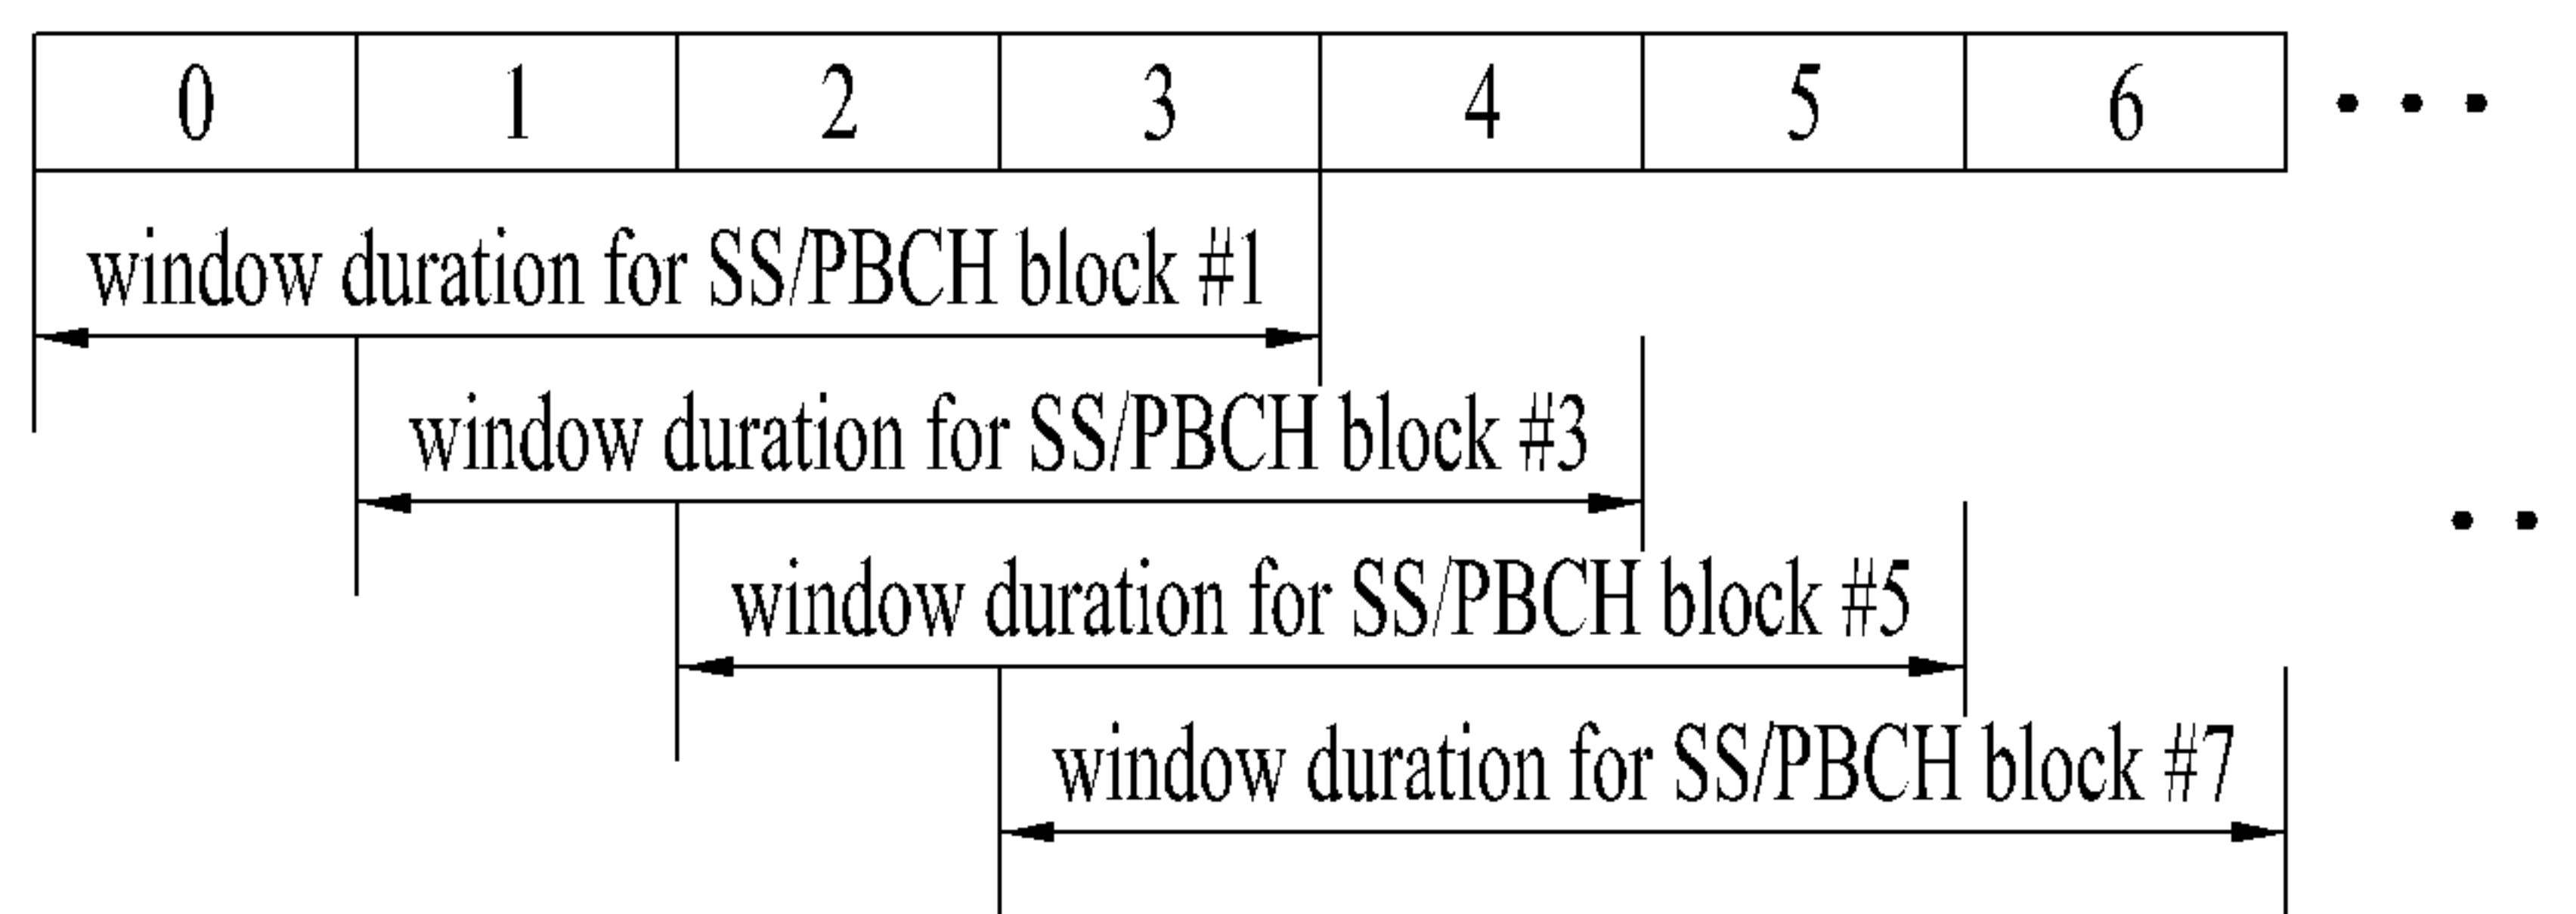 0 1 2 3 4 5 6 • • •
window duration for SS/PBCH block #1
window duration for SS/PBCH block #3
• •
window duration for SS/PBCH block #5
window duration for SS/PBCH block #7